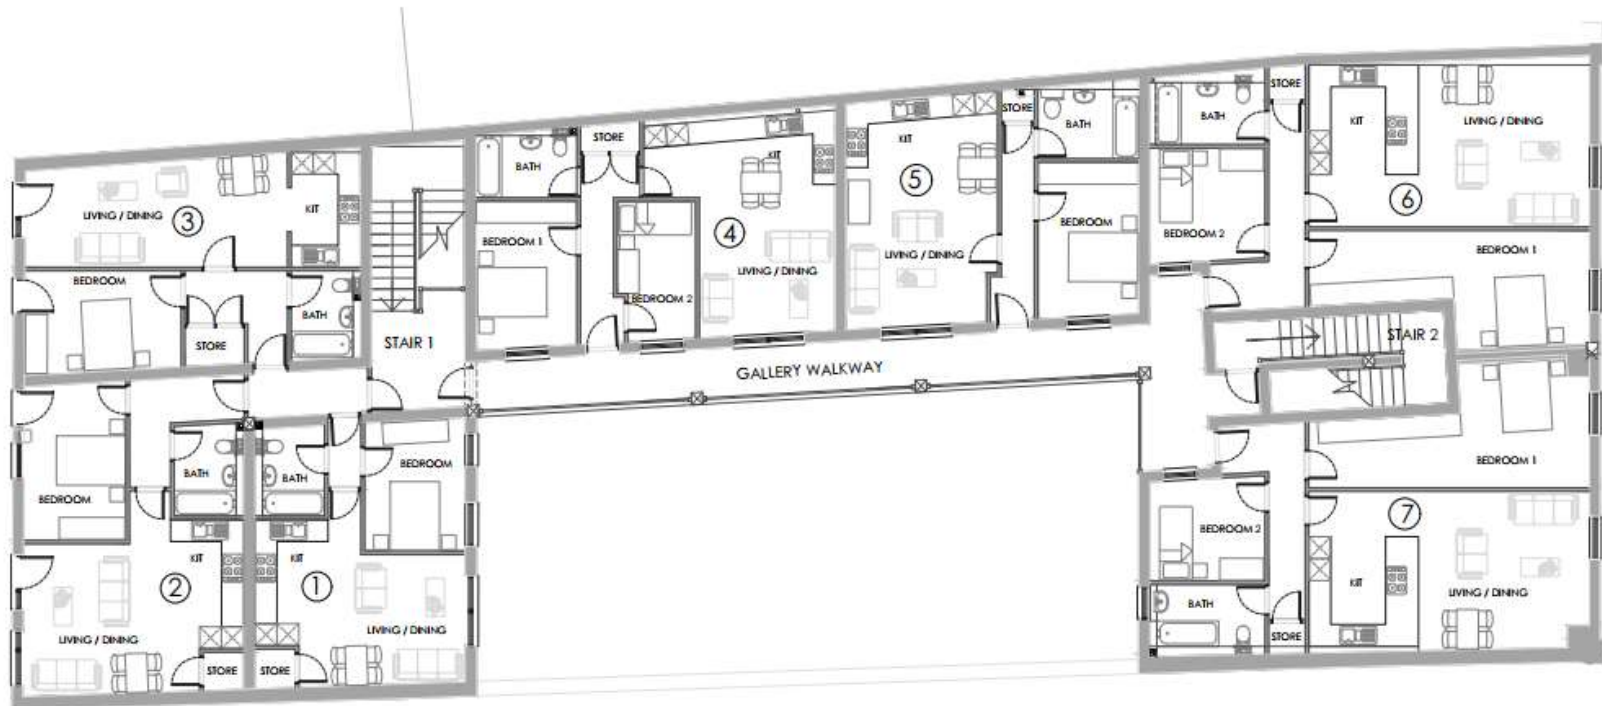 LIVING / DINING
3
KIT
BEDROOM
STORE
BATH
STAIR 1
BATH
STORE
BEDROOM 1
BEDROOM 2
KIT
4
LIVING / DINING
KIT
5
LIVING / DINING
STORE
BATH
BEDROOM
BATH
STORE
BEDROOM 2
KIT
LIVING / DINING
6
BEDROOM 1
STAIR 2
GALLERY WALKWAY
BEDROOM
BATH
KIT
2
LIVING / DINING
STORE
BATH
BEDROOM
KIT
1
LIVING / DINING
STORE
BEDROOM 1
BEDROOM 2
7
KIT
LIVING / DINING
BATH
STORE